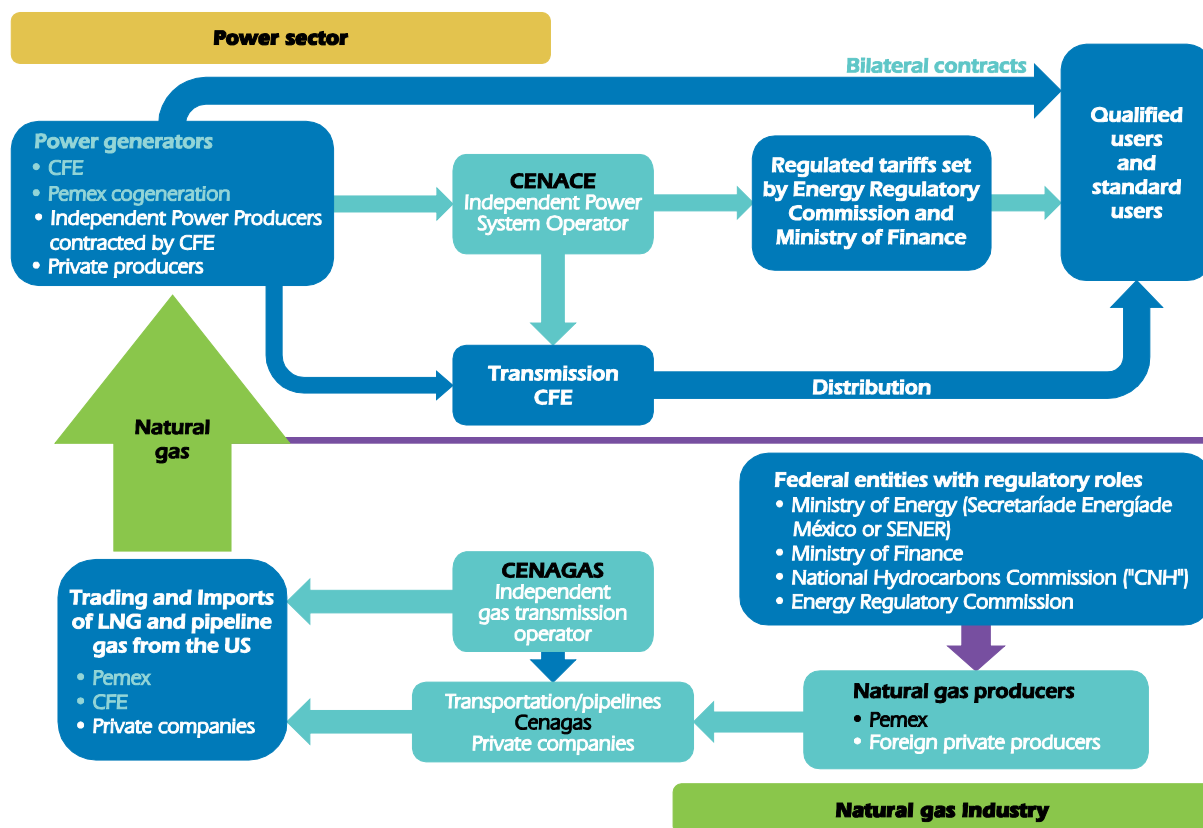 Power sector
Bilateral contracts
Power generators
• CFE
• Pemex cogeneration
• Independent Power Producers
contracted by CFE
• Private producers
CENACE
Independent Power
System Operator
Regulated tariffs set
by Energy Regulatory
Commission and
Ministry of Finance
Qualified
users
and
standard
users
Transmission
CFE
Distribution
Natural
gas
Federal entities with regulatory roles
• Ministry of Energy (Secretaríade Energíade
México or SENER)
• Ministry of Finance
• National Hydrocarbons Commission ("CNH")
• Energy Regulatory Commission
Trading and Imports
of LNG and pipeline
gas from the US
• Pemex
• CFE
• Private companies
CENAGAS
Independent
gas transmission
operator
Transportation/pipelines
Cenagas
Private companies
Natural gas producers
• Pemex
• Foreign private producers
Natural gas Industry